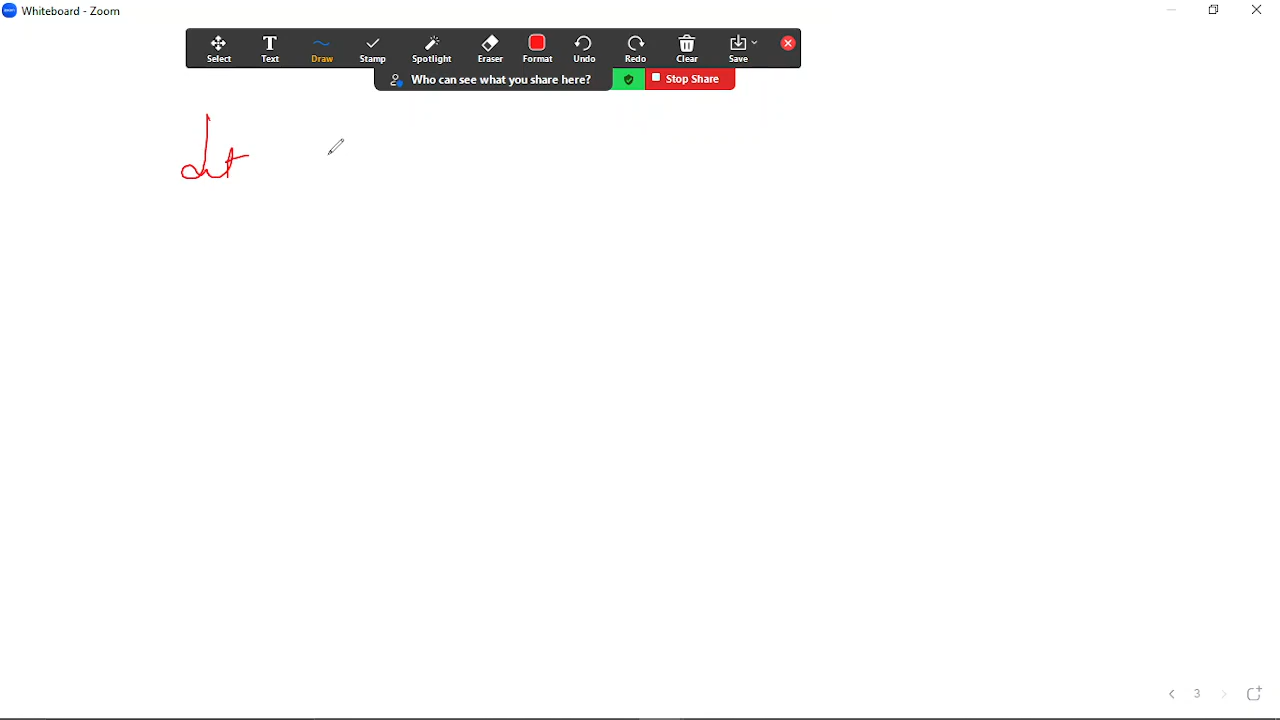 Whiteboard - Zoom
Select Text Draw Stamp Spotlight Eraser Format Undo Redo Clear Save
Who can see what you share here? Stop Share
Lt
3